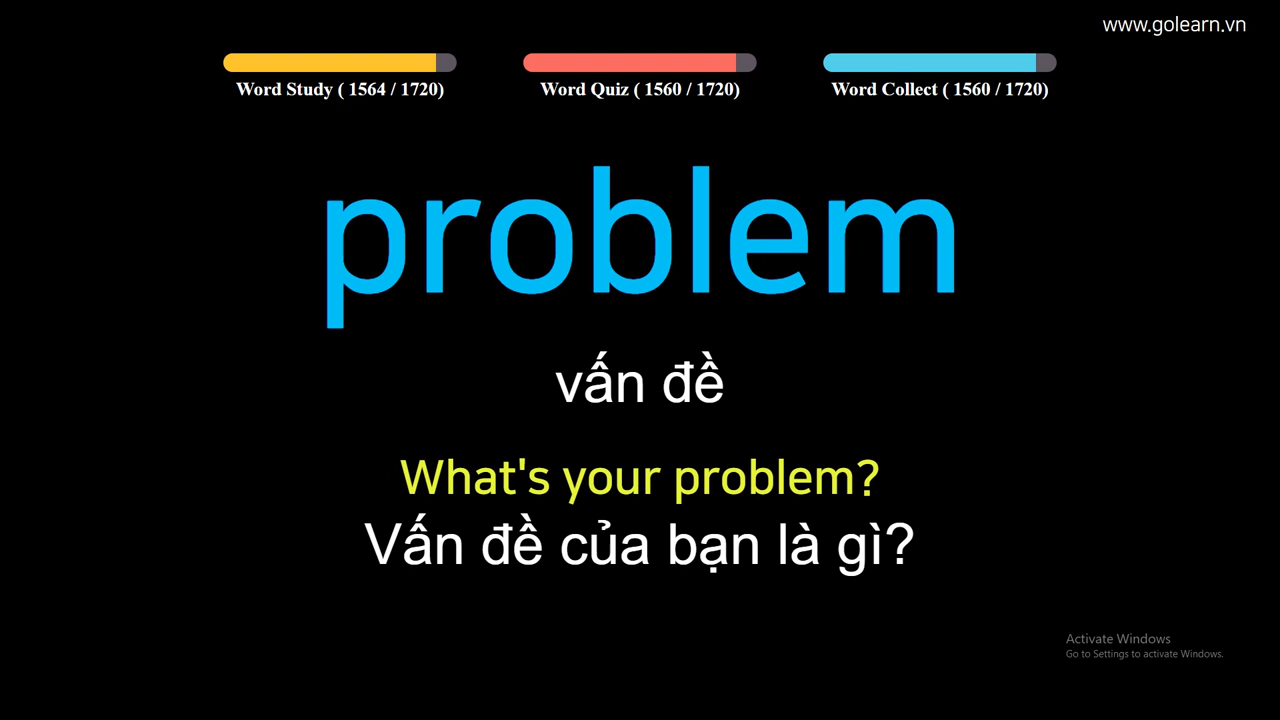 www.golearn.vn
Word Study ( 1564 / 1720)
Word Quiz ( 1560 / 1720)
Word Collect ( 1560 / 1720)
problem
vấn đề
What's your problem?
Vấn đề của bạn là gì?
Activate Windows
Go to Settings to activate Windows.